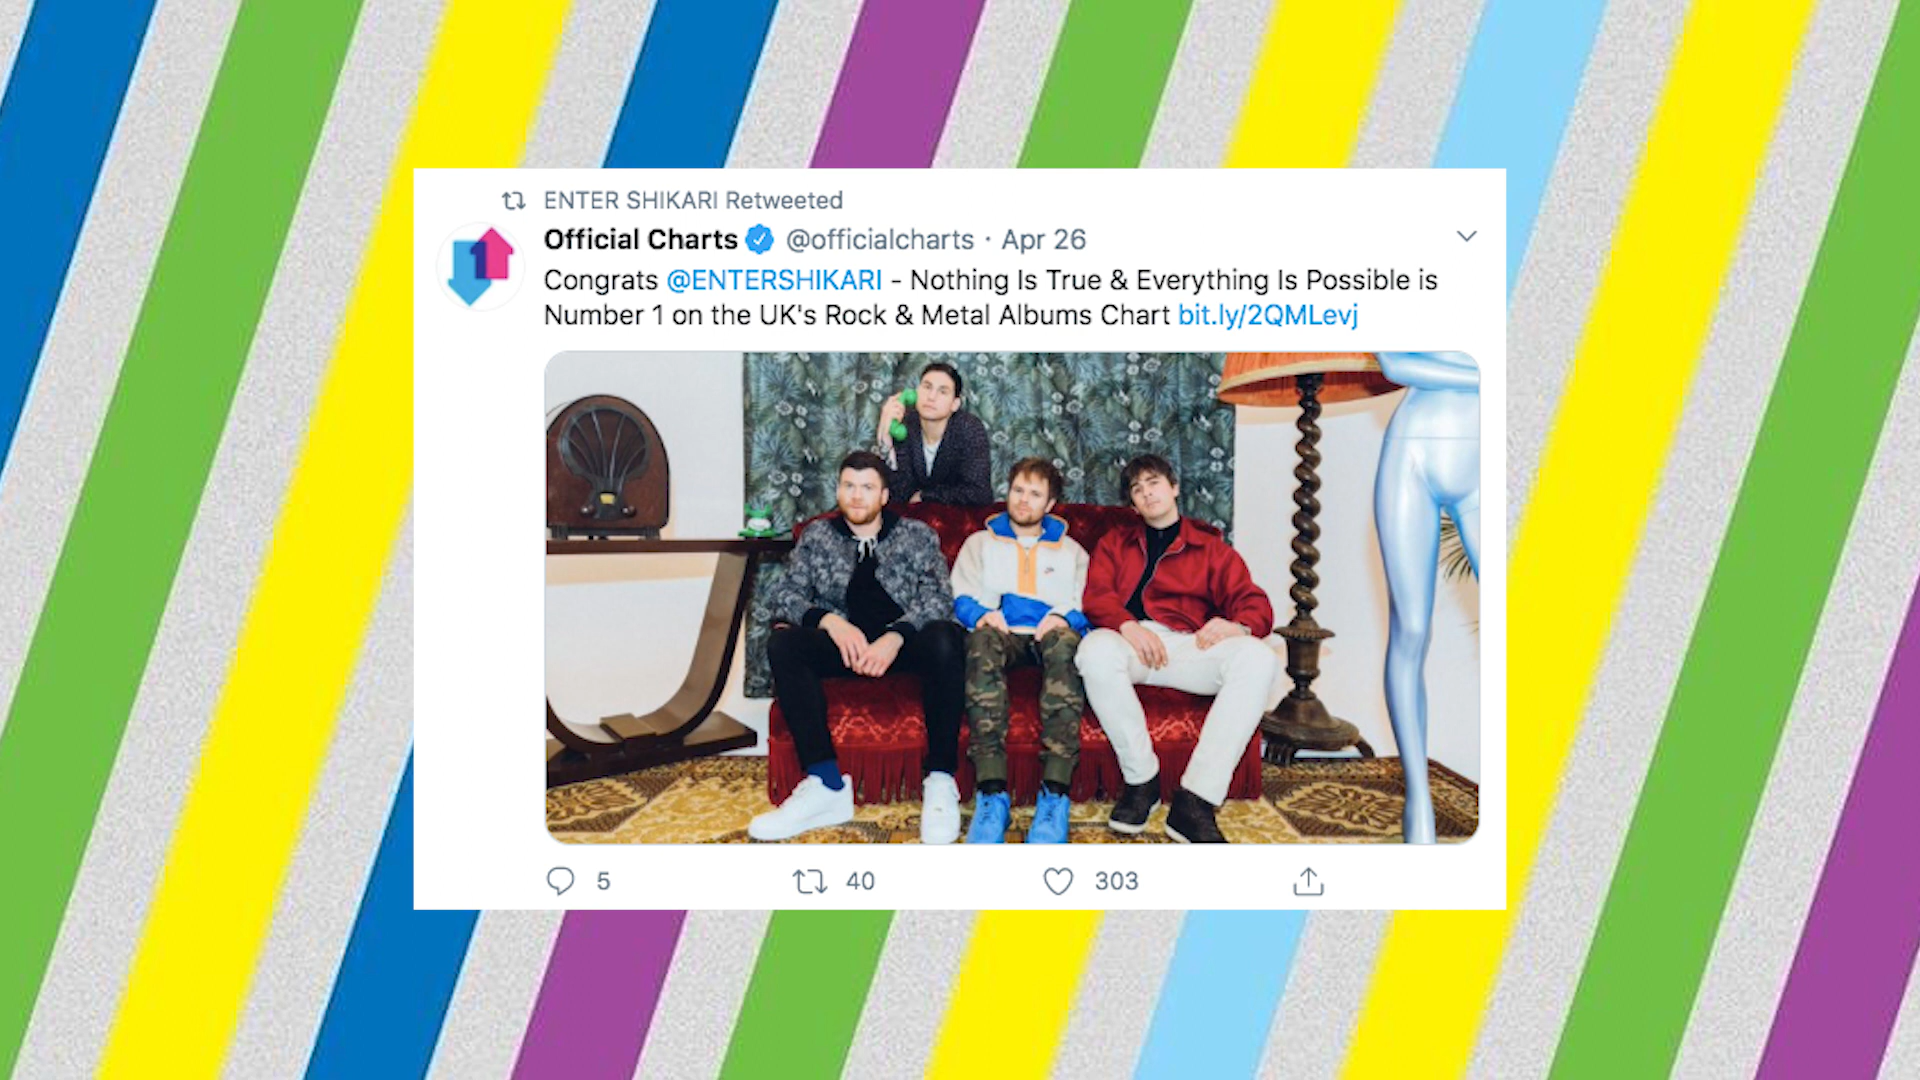 ENTER SHIKARI Retweeted
Official Charts @officialcharts · Apr 26
Congrats @ENTERSHIKARI - Nothing Is True & Everything Is Possible is
Number 1 on the UK's Rock & Metal Albums Chart bit.ly/2QMLevj
5 40 303